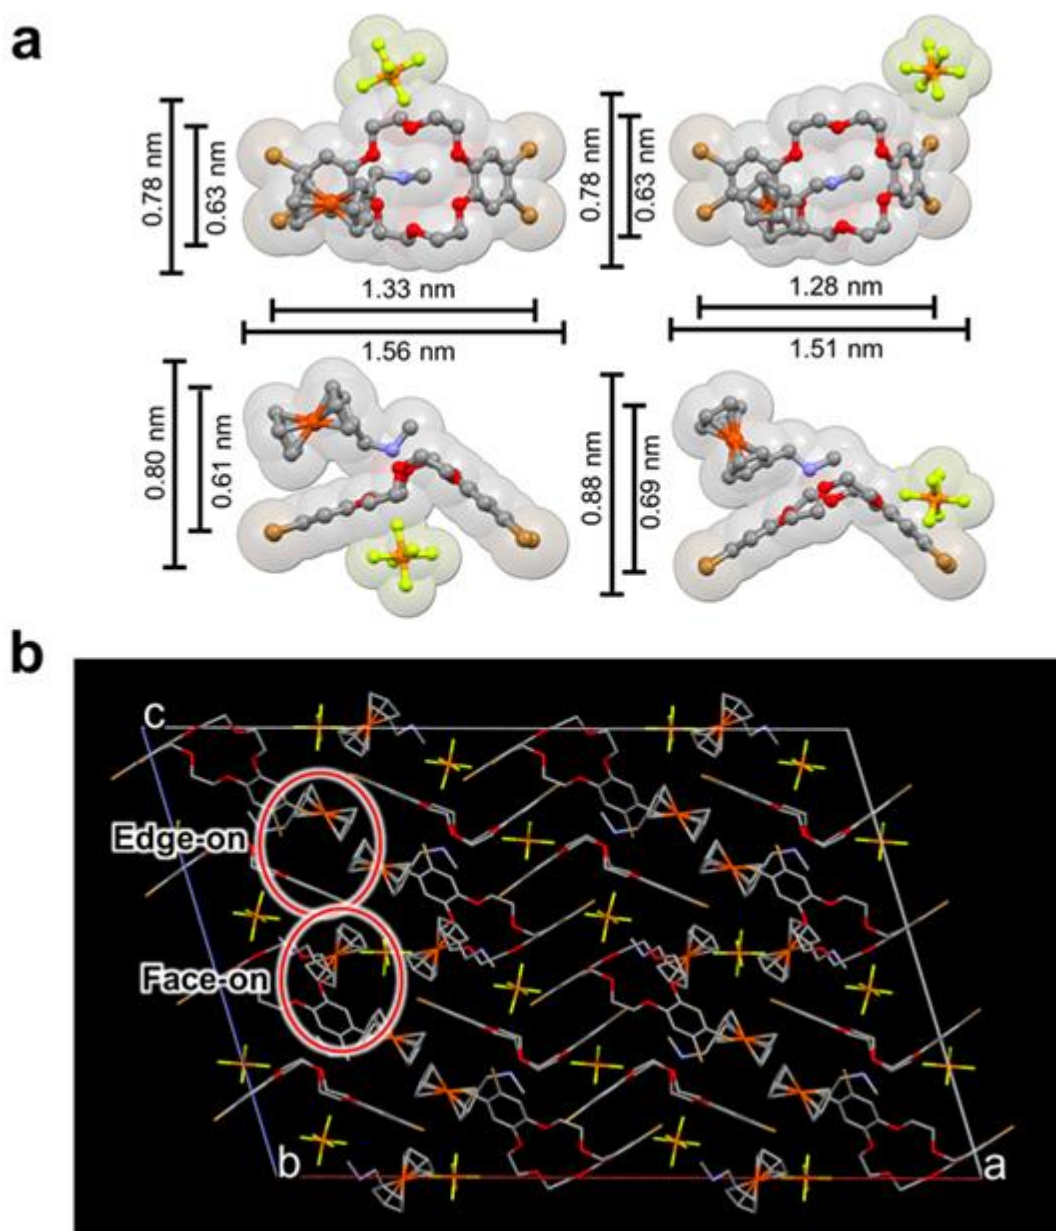 a
0.78 nm
0.63 nm
0.78 nm
0.63 nm
1.33 nm
1.28 nm
1.56 nm
1.51 nm
0.80 nm
0.61 nm
0.88 nm
0.69 nm
b
c
Edge-on
Face-on
b
a